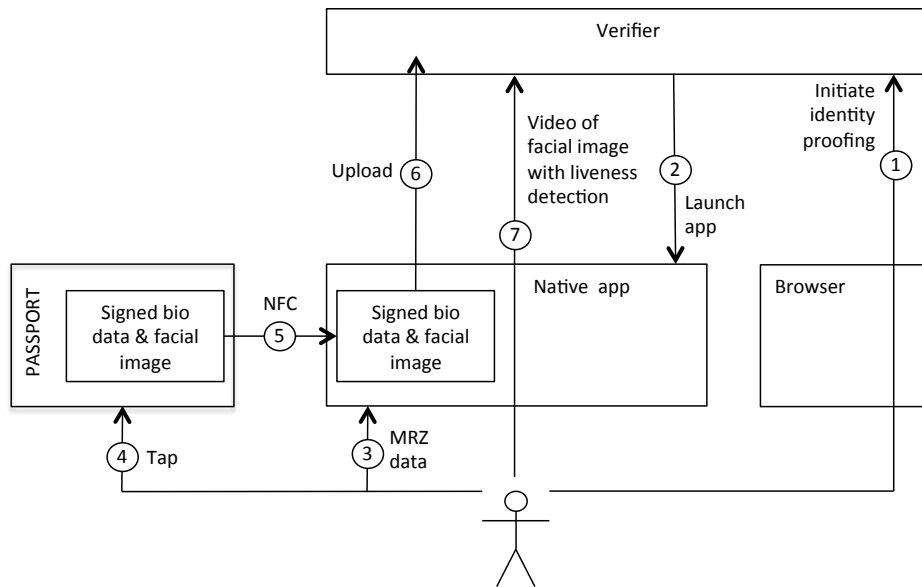 Verifier
Initiate
identity
proofing
1
Video of
facial image
with liveness
detection
2
Launch
app
Upload
6
7
PASSPORT
Signed bio
data & facial
image
NFC
5
Signed bio
data & facial
image
Native app
Browser
4
Tap
3
MRZ
data